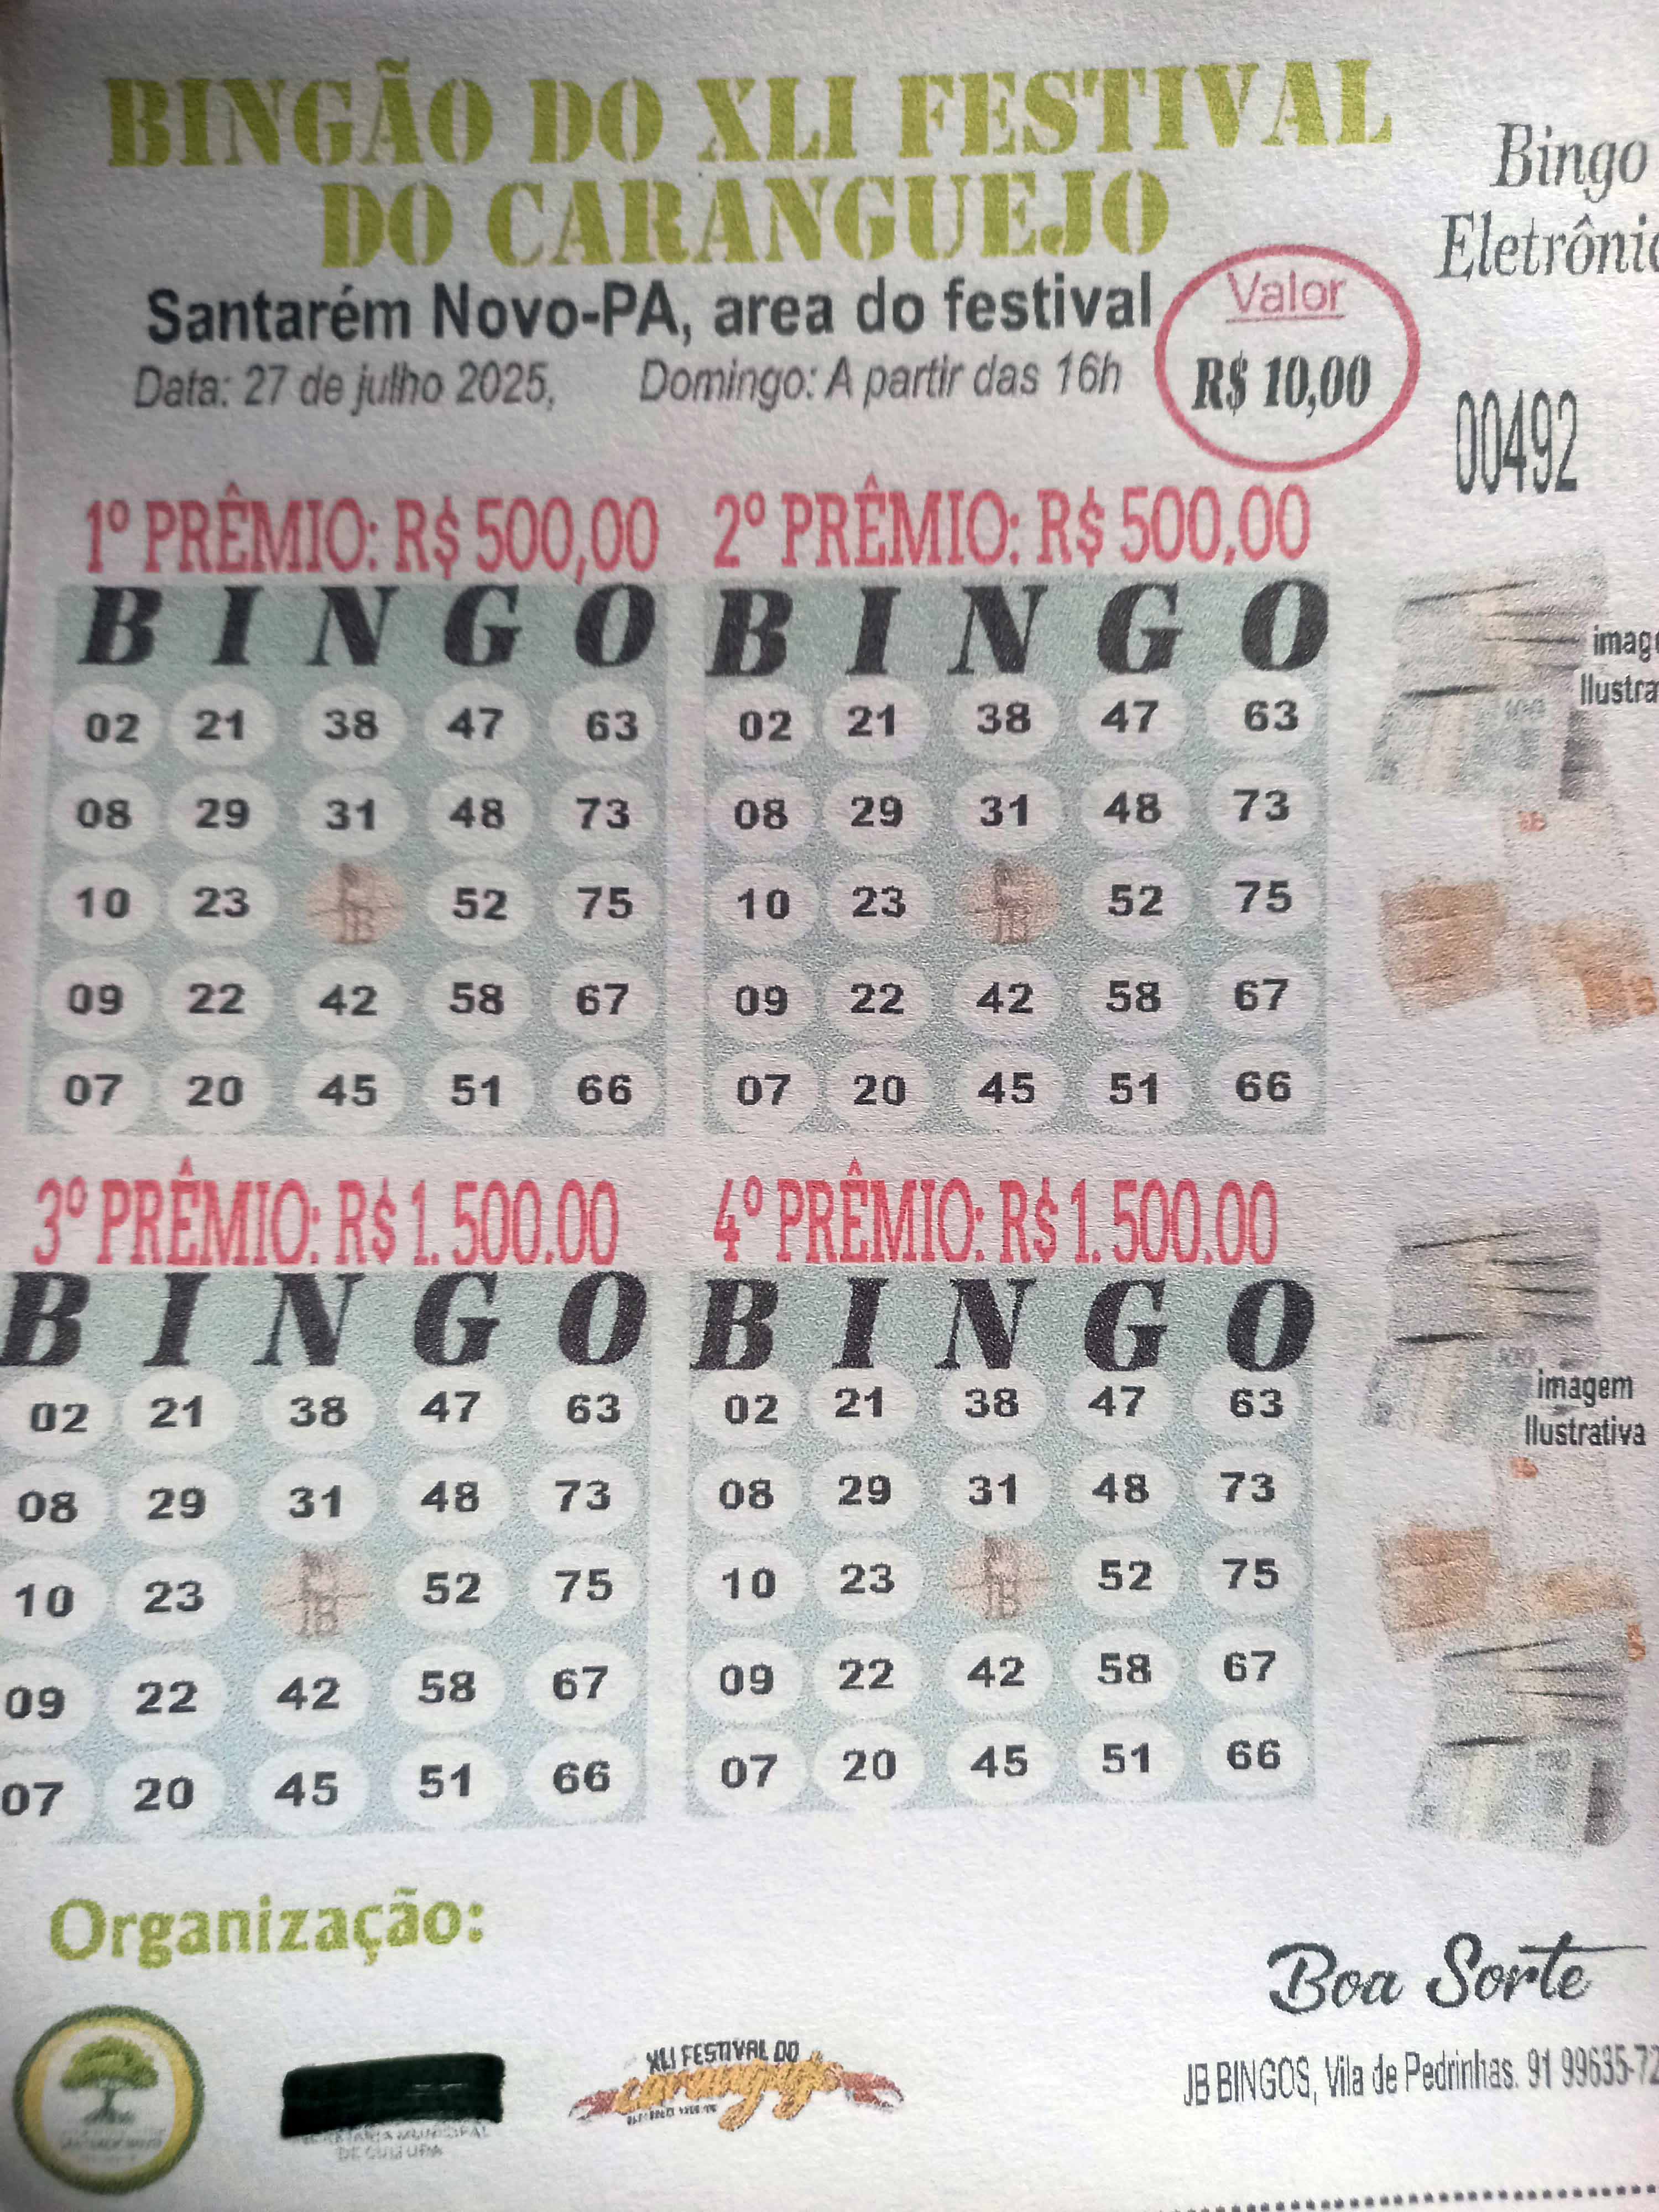 BINGÃO DO XLI FESTIVAL
DO CARANGUEJO
Santarém Novo-PA, area do festival
Data: 27 de julho 2025, Domingo: A partir das 16h
Valor
R$ 10,00
Bingo
00492
1º PRÊMIO: R$ 500,00
B I N G O
02 21 38 47 63
08 29 31 48 73
10 23 JB 52 75
09 22 42 58 67
07 20 45 51 66
2º PRÊMIO: R$ 500,00
B I N G O
02 21 38 47 63
08 29 31 48 73
10 23 JB 52 75
09 22 42 58 67
07 20 45 51 66
3º PRÊMIO: R$ 1.500.00
B I N G O
02 21 38 47 63
08 29 31 48 73
10 23 JB 52 75
09 22 42 58 67
07 20 45 51 66
4º PRÊMIO: R$ 1.500.00
B I N G O
02 21 38 47 63
08 29 31 48 73
10 23 JB 52 75
09 22 42 58 67
07 20 45 51 66
imagem
Ilustrativa
Organização:
SECRETARIA MUNICIPAL
DE CULTURA
XLI FESTIVAL DO
caranguejo
Boa Sorte
JB BINGOS, Vila de Pedrinhas. 91 99635-72